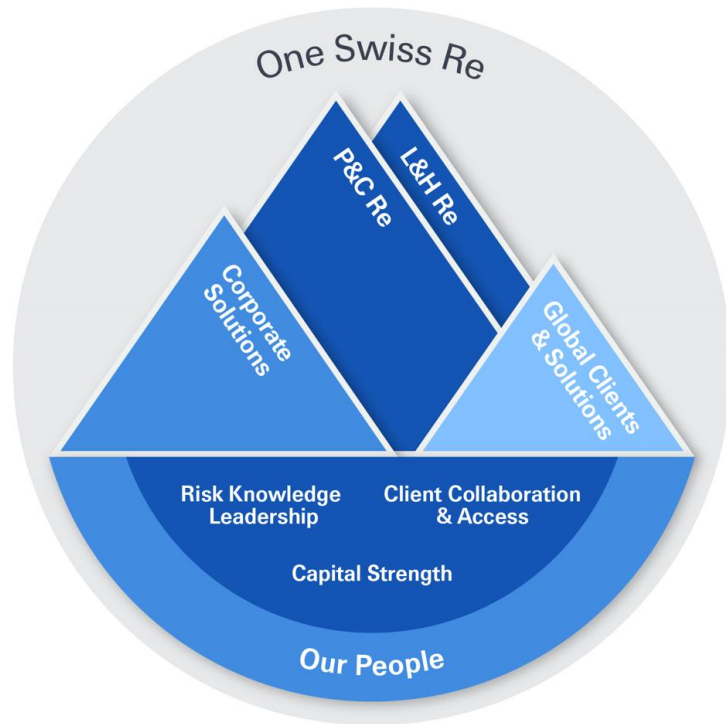 One Swiss Re
P&C Re
L&H Re
Corporate
Solutions
Global Clients
& Solutions
Risk Knowledge
Leadership
Client Collaboration
& Access
Capital Strength
Our People